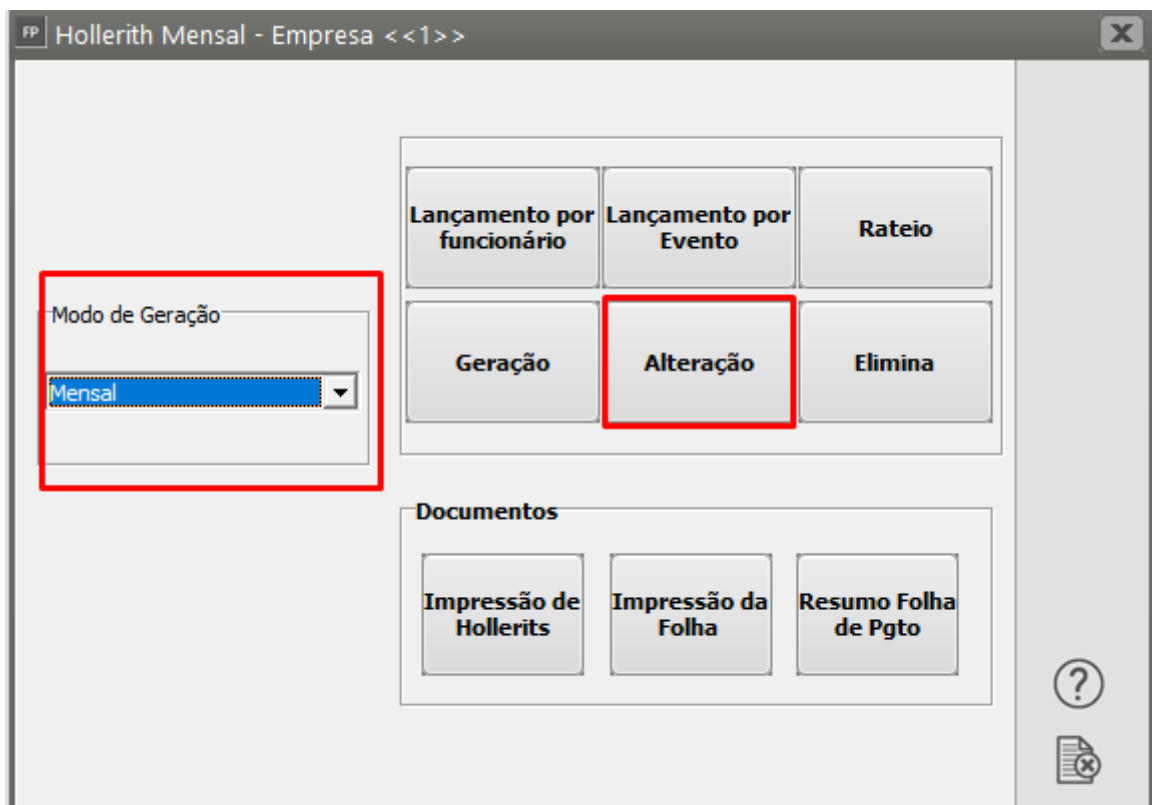 FP Hollerith Mensal - Empresa <<1>>
Lançamento por
funcionário
Lançamento por
Evento
Rateio
Modo de Geração
Mensal
Geração
Alteração
Elimina
Documentos
Impressão de
Hollerits
Impressão da
Folha
Resumo Folha
de Pgto
?